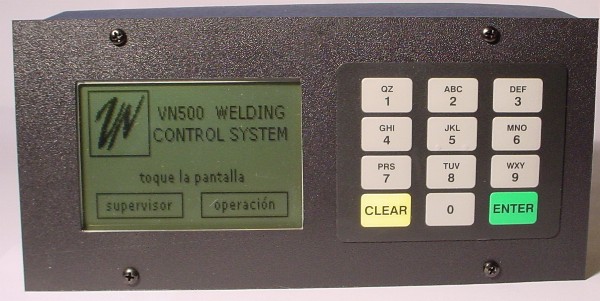 VN500 WELDING
CONTROL SYSTEM
toque la pantalla
supervisor operación
QZ ABC DEF
1 2 3
GHI JKL MNO
4 5 6
PRS TUV WXY
7 8 9
CLEAR 0 ENTER